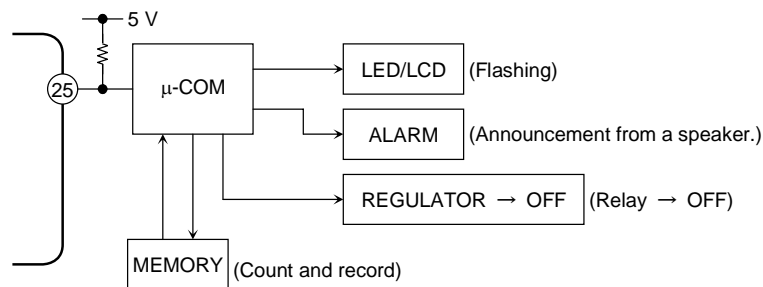 5 V
25
μ-COM
LED/LCD (Flashing)
ALARM (Announcement from a speaker.)
REGULATOR → OFF (Relay → OFF)
MEMORY (Count and record)